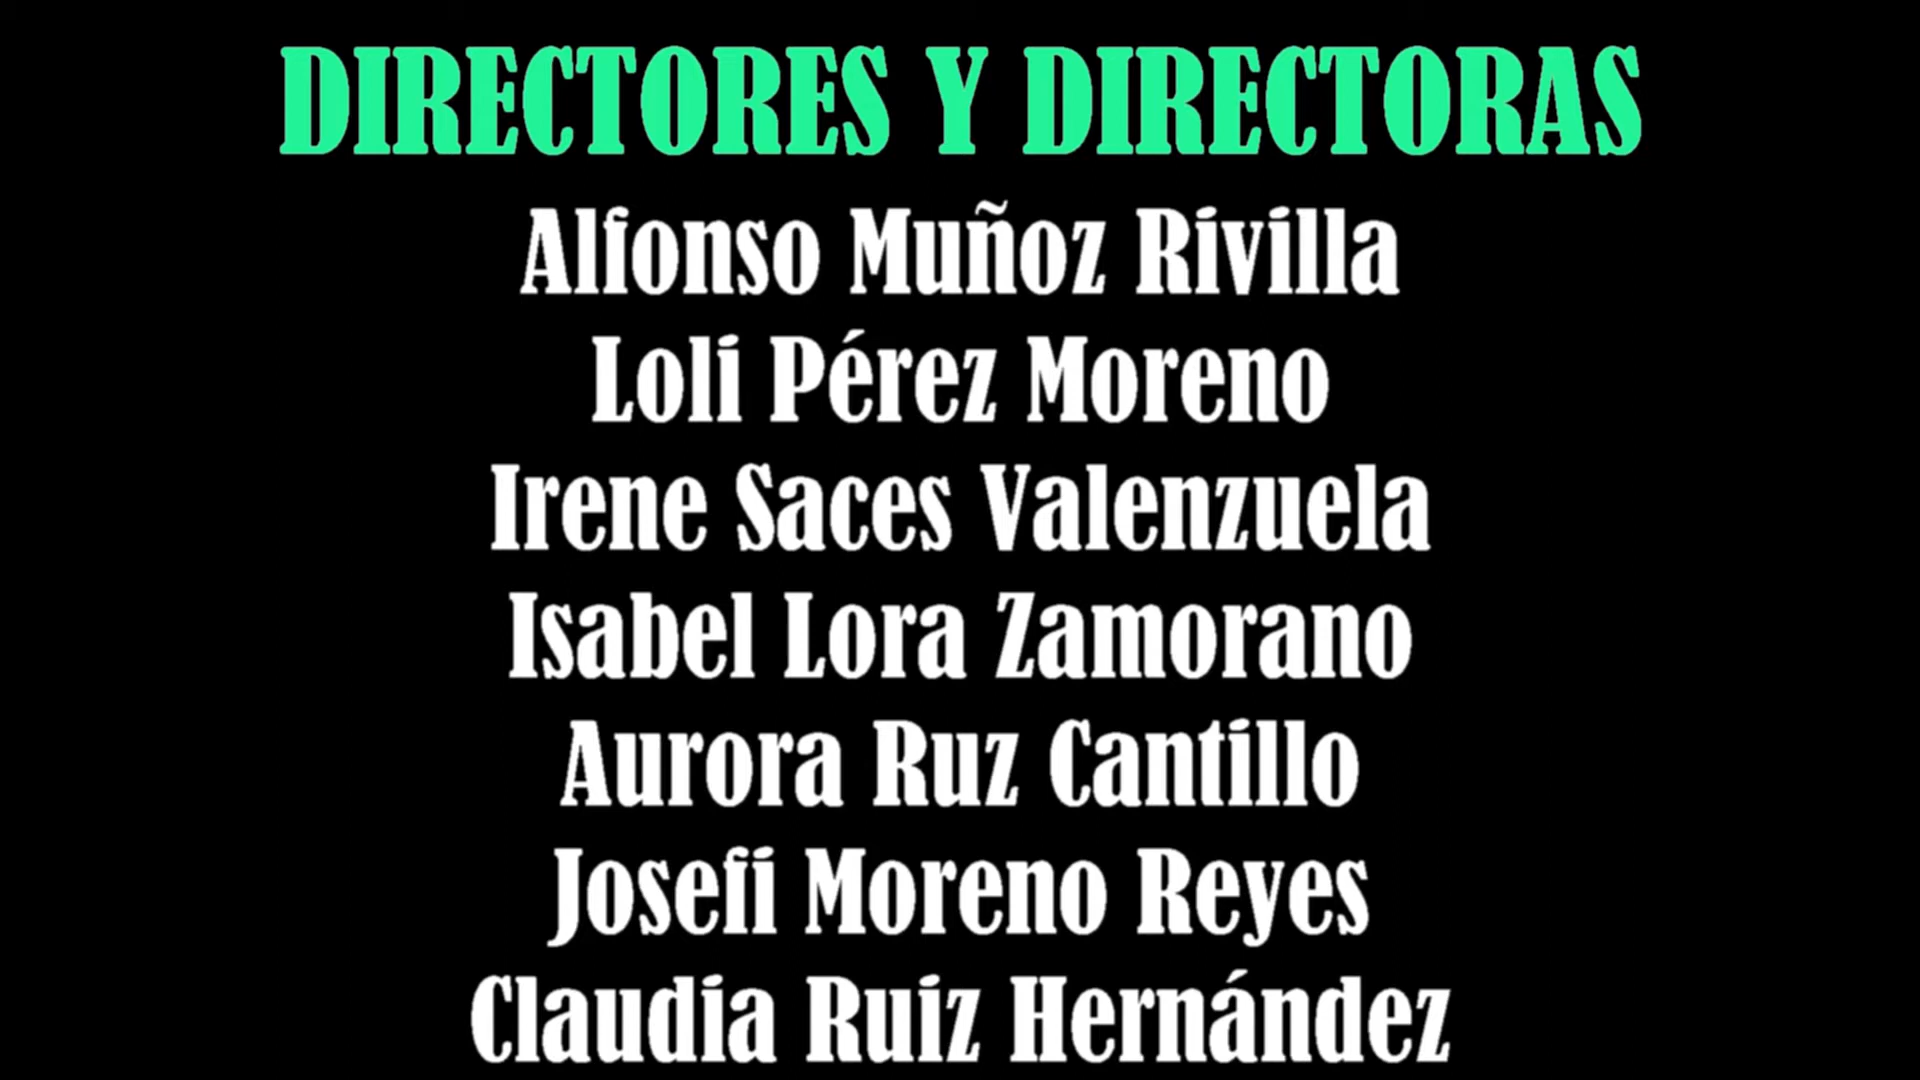 DIRECTORES Y DIRECTORAS
Alfonso Muñoz Rivilla
Loli Pérez Moreno
Irene Saces Valenzuela
Isabel Lora Zamorano
Aurora Ruz Cantillo
Josefi Moreno Reyes
Claudia Ruiz Hernández